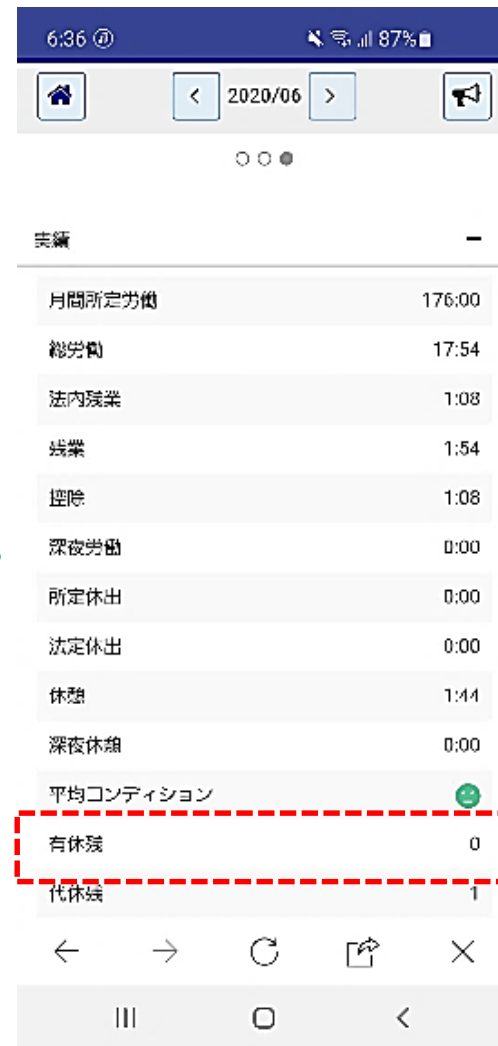 6:36 87%
2020/06
実績
月間所定労働 176:00
総労働 17:54
法内残業 1:08
残業 1:54
控除 1:08
深夜労働 0:00
所定休出 0:00
法定休出 0:00
休憩 1:44
深夜休憩 0:00
平均コンディション
有休残 0
代休残 1